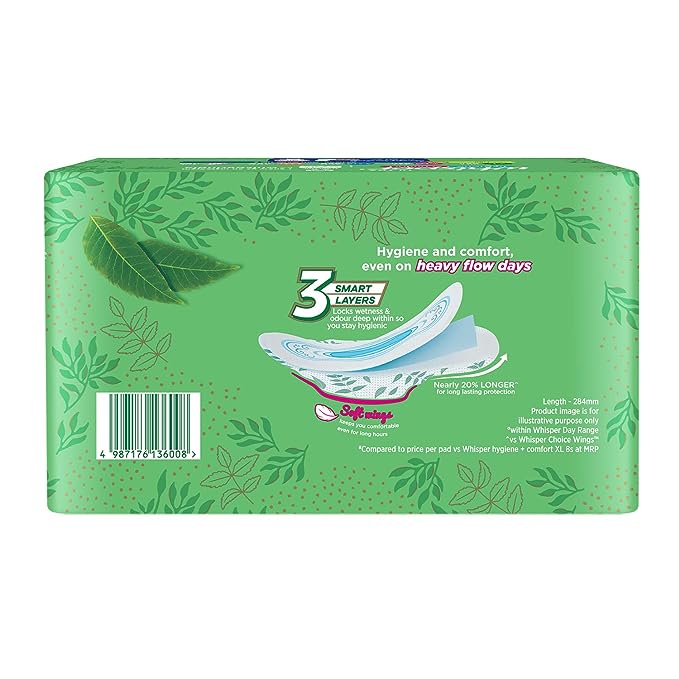 Hygiene and comfort,
even on heavy flow days
3 SMART
LAYERS
Locks wetness &
odour deep within so
you stay hygienic
Nearly 20% LONGER^
for long lasting protection
Soft wings
keeps you comfortable
even for long hours
Length - 284mm
Product image is for
illustrative purpose only
*within Whisper Day Range
^vs Whisper Choice Wings™
#Compared to price per pad vs Whisper hygiene + comfort XL 8s at MRP
4 987176 136008 >